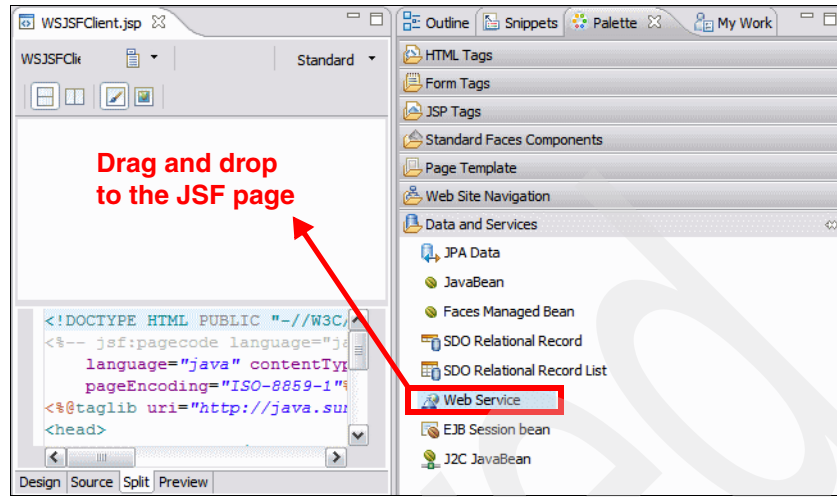 WSJSFClient.jsp
WSJSFClie
Standard
Drag and drop
to the JSF page
<!DOCTYPE HTML PUBLIC "-//W3C/
<%-- jsf:pagecode language="ja
language="java" contentTyp
pageEncoding="ISO-8859-1"%
<%@taglib uri="http://java.sun
<head>
Design Source Split Preview
Outline Snippets Palette My Work
HTML Tags
Form Tags
JSP Tags
Standard Faces Components
Page Template
Web Site Navigation
Data and Services
JPA Data
JavaBean
Faces Managed Bean
SDO Relational Record
SDO Relational Record List
Web Service
EJB Session bean
J2C JavaBean